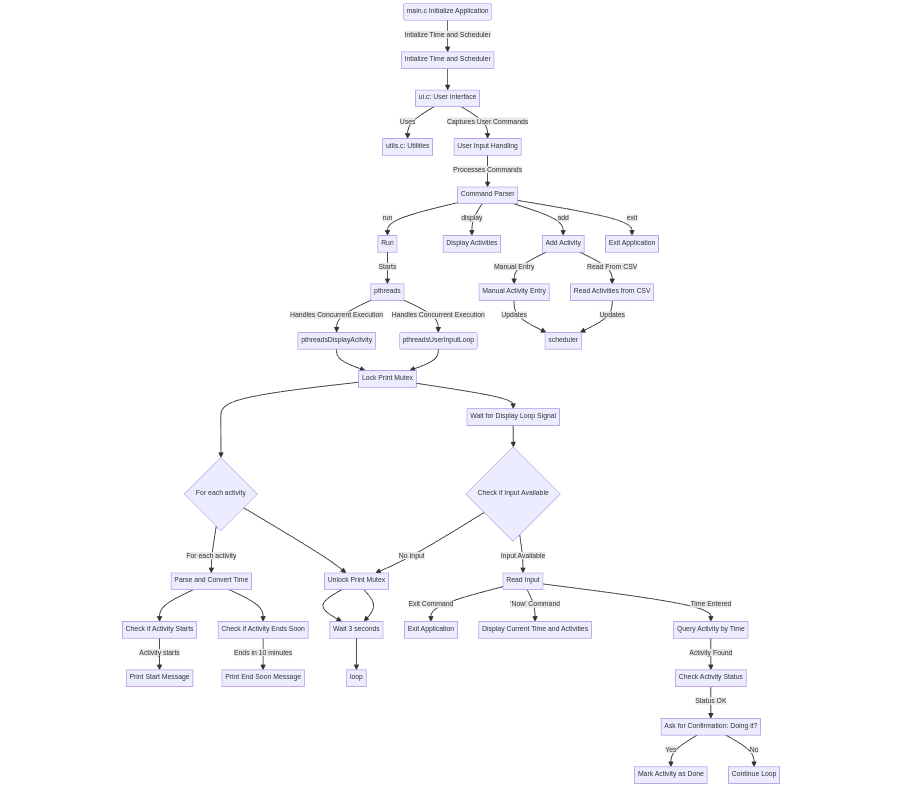 main.c Initialize Application
Intialize Time and Scheduler
Intialize Time and Scheduler
ui.c: User Interface
Uses
Captures User Commands
utils.c: Utilities
User Input Handling
Processes Commands
Command Parser
run
display
add
exit
Run
Display Activities
Add Activity
Exit Application
Starts
Manual Entry
Read From CSV
pthreads
Manual Activity Entry
Read Activities from CSV
Handles Concurrent Execution
Handles Concurrent Execution
Updates
Updates
pthreadsDisplayAcitvity
pthreadsUserInputLoop
scheduler
Lock Print Mutex
Wait for Display Loop Signal
For each activity
Check if Input Available
For each activity
No Input
Input Available
Parse and Convert Time
Unlock Print Mutex
Read Input
Exit Command
'Now' Command
Time Entered
Check if Activity Starts
Check if Activity Ends Soon
Wait 3 seconds
Exit Application
Display Current Time and Activities
Query Activity by Time
Activity starts
Ends in 10 minutes
Activity Found
Print Start Message
Print End Soon Message
loop
Check Activity Status
Status OK
Ask for Confirmation: Doing it?
Yes
No
Mark Activity as Done
Continue Loop